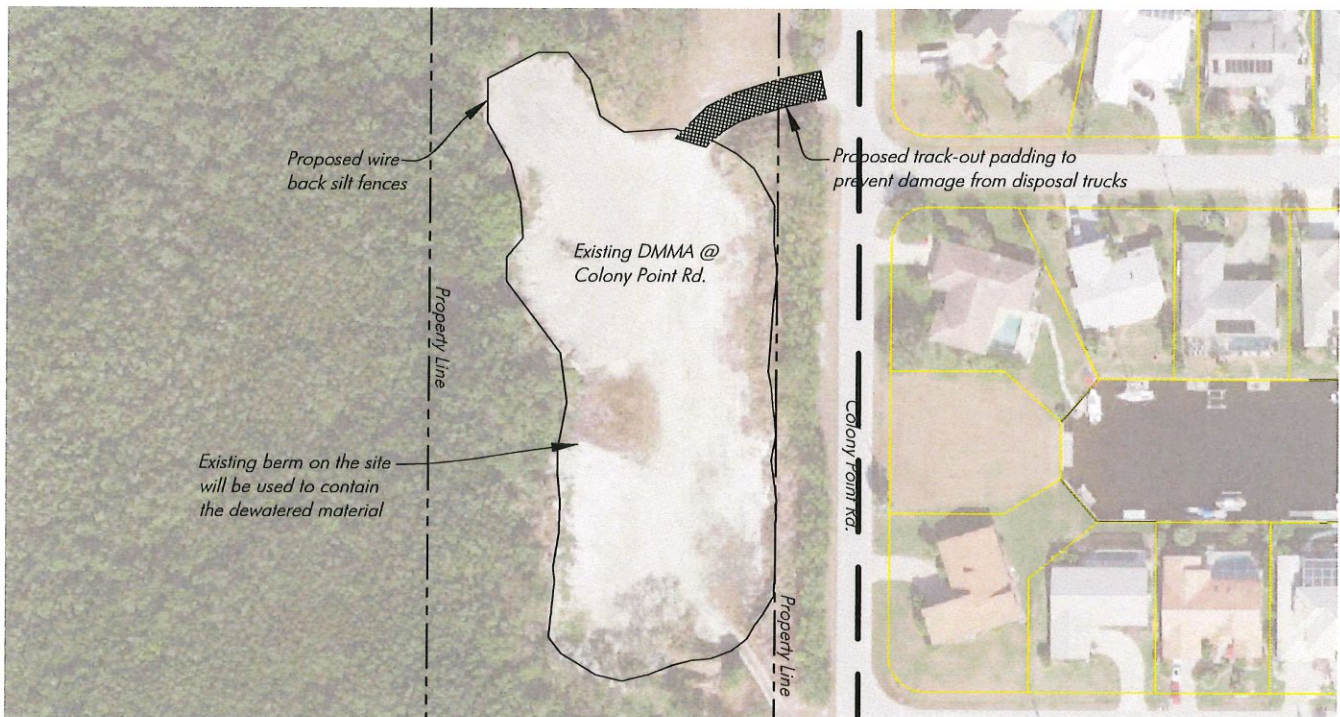 Proposed wire
back silt fences
Proposed track-out padding to
prevent damage from disposal trucks
Existing DMMA @
Colony Point Rd.
Property Line
Colony Point Rd.
Existing berm on the site
will be used to contain
the dewatered material
Property Line